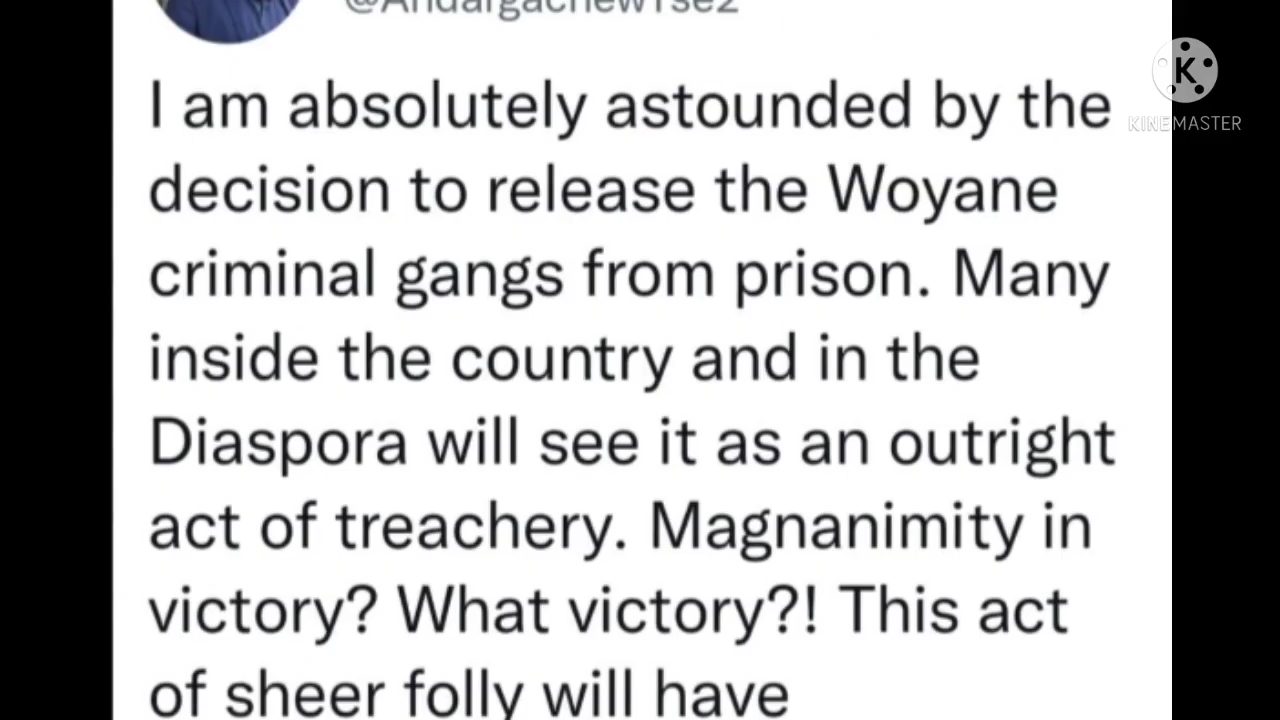 @AndargachewTse2
I am absolutely astounded by the
decision to release the Woyane
criminal gangs from prison. Many
inside the country and in the
Diaspora will see it as an outright
act of treachery. Magnanimity in
victory? What victory?! This act
of sheer folly will have
K
KINEMASTER